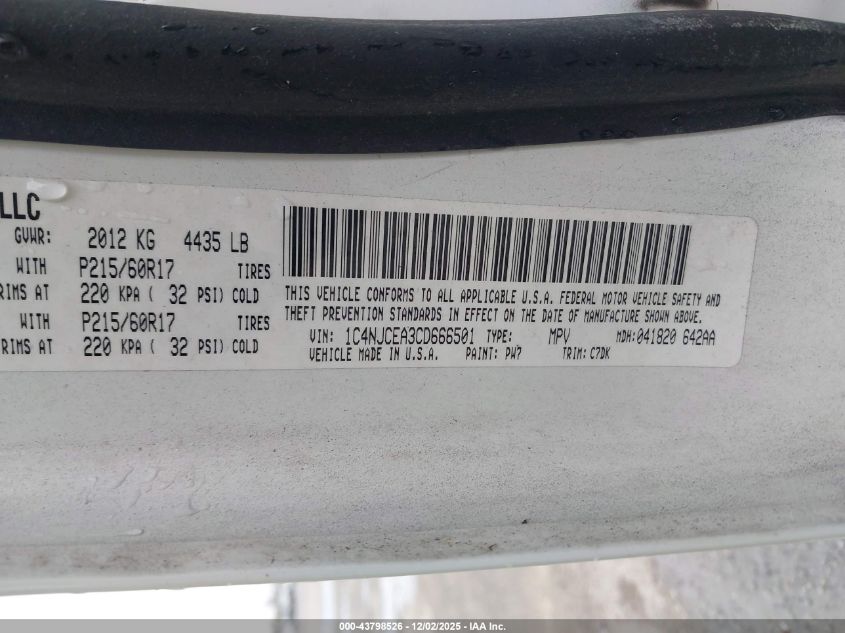 LLC
GVWR: 2012 KG 4435 LB
WITH P215/60R17 TIRES
RIMS AT 220 KPA ( 32 PSI) COLD
WITH P215/60R17 TIRES
RIMS AT 220 KPA ( 32 PSI) COLD
THIS VEHICLE CONFORMS TO ALL APPLICABLE U.S.A. FEDERAL MOTOR VEHICLE SAFETY AND
THEFT PREVENTION STANDARDS IN EFFECT ON THE DATE OF MANUFACTURE SHOWN ABOVE.
VIN: 1C4NJCEA3CD666501 TYPE: MPV MDH:041820 642AA
VEHICLE MADE IN U.S.A. PAINT: PW7 TRIM: C7DK
000-43798526 - 12/02/2025 - IAA Inc.